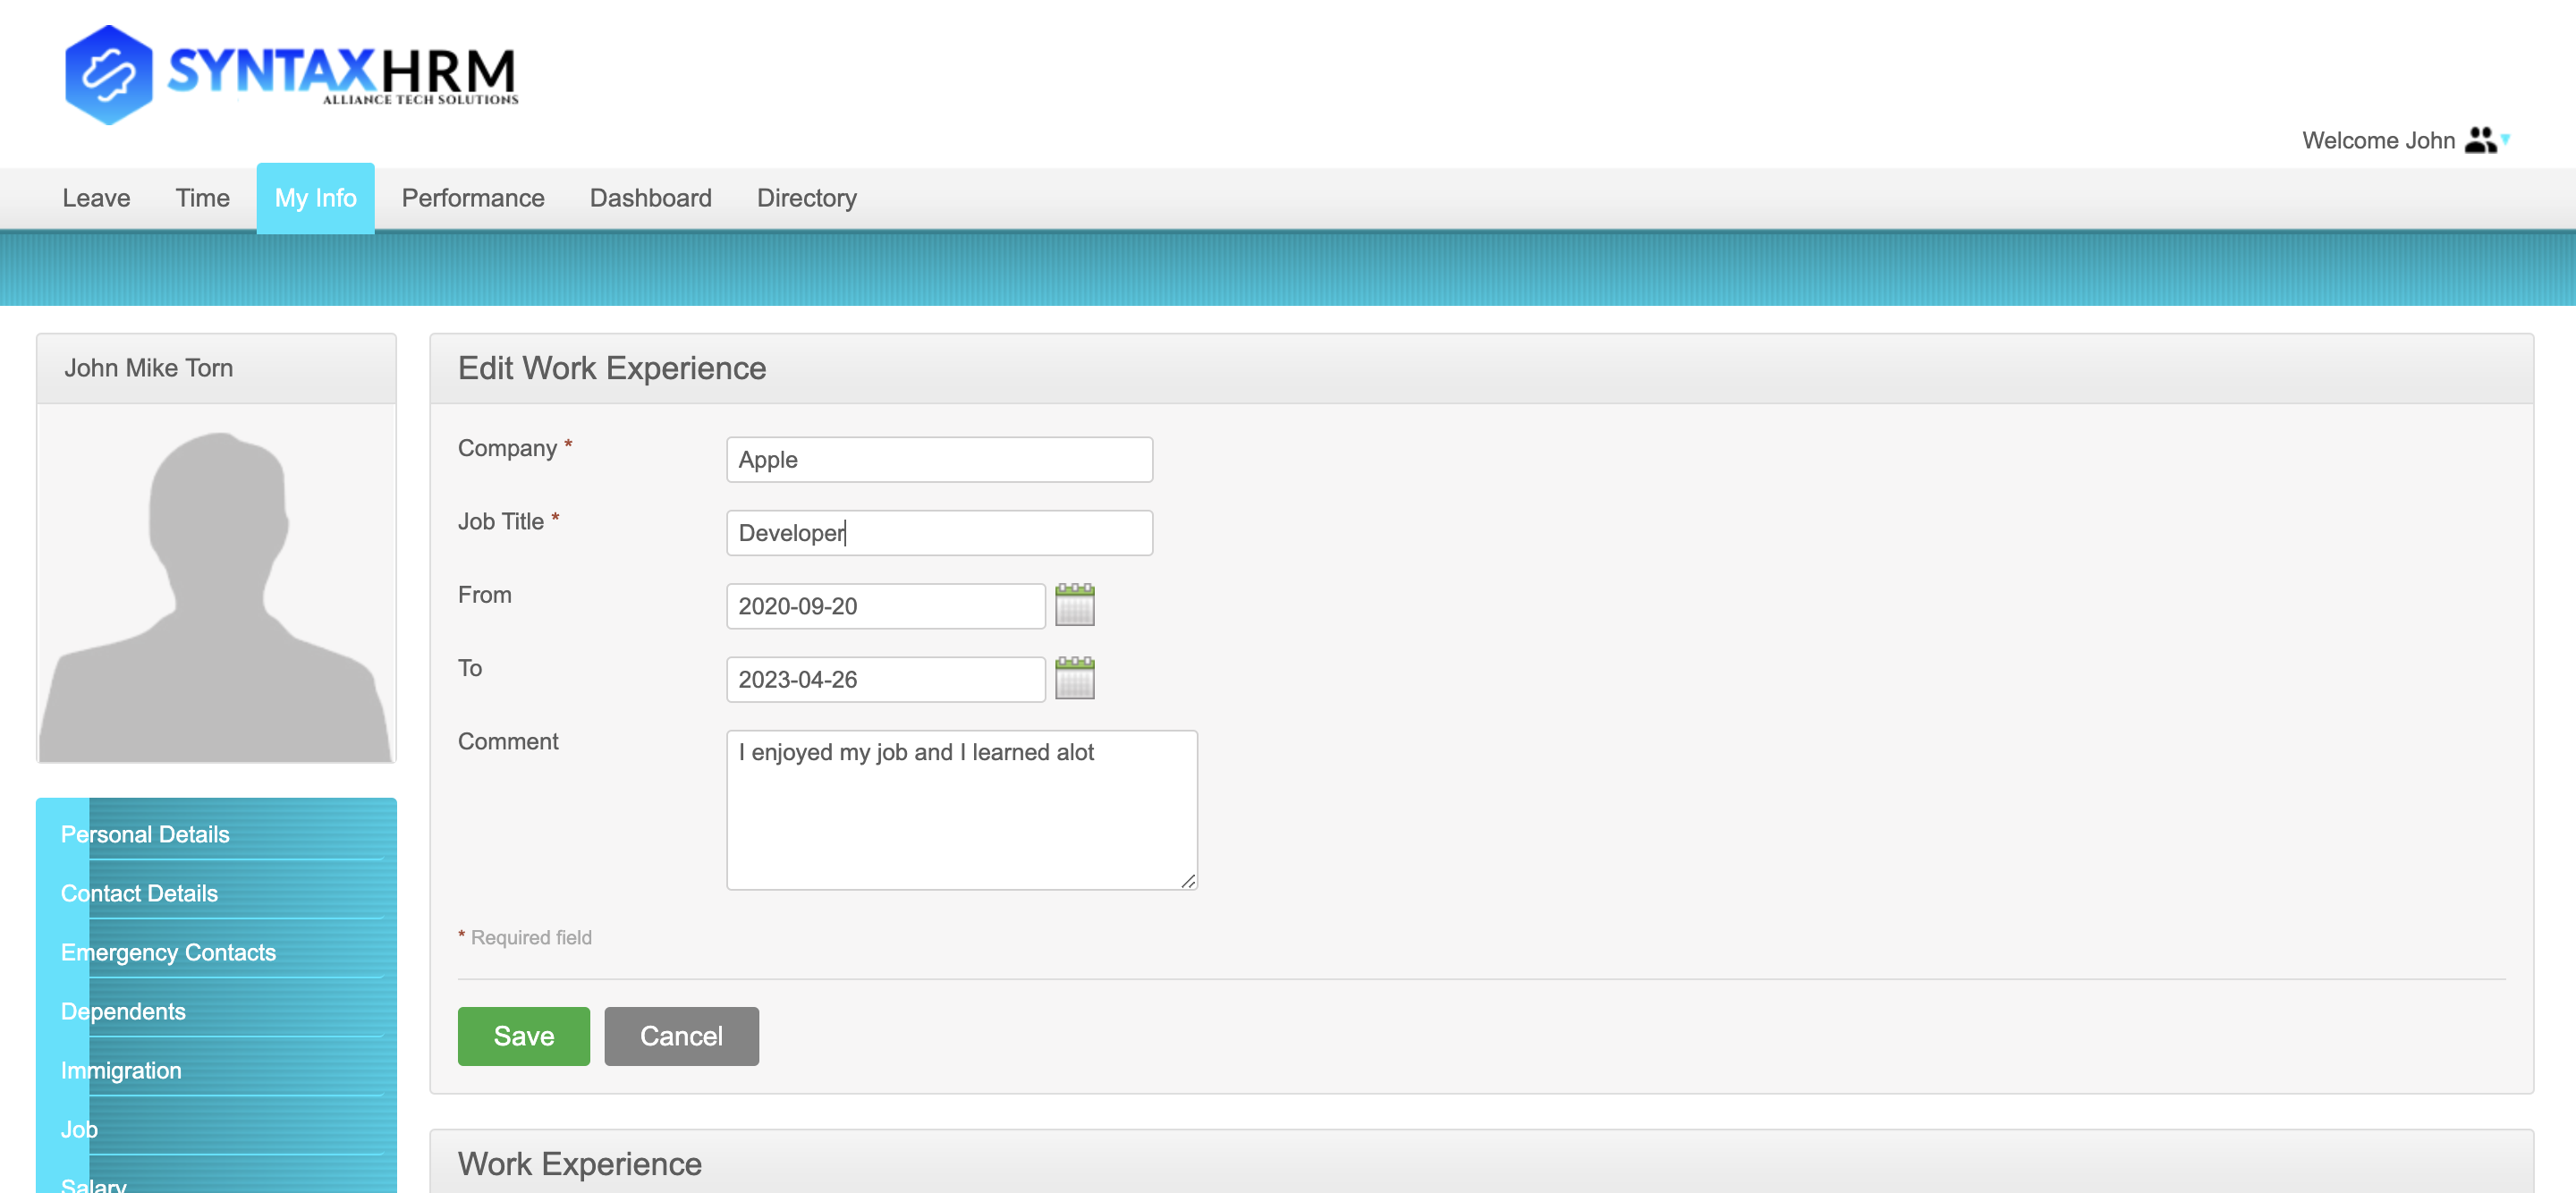 SYNTAXHRM
ALLIANCE TECH SOLUTIONS
Welcome John
Leave Time My Info Performance Dashboard Directory
John Mike Torn
Edit Work Experience
Company * Apple
Job Title * Developer
From 2020-09-20
To 2023-04-26
Comment I enjoyed my job and I learned alot
* Required field
Save Cancel
Personal Details
Contact Details
Emergency Contacts
Dependents
Immigration
Job
Salary
Work Experience